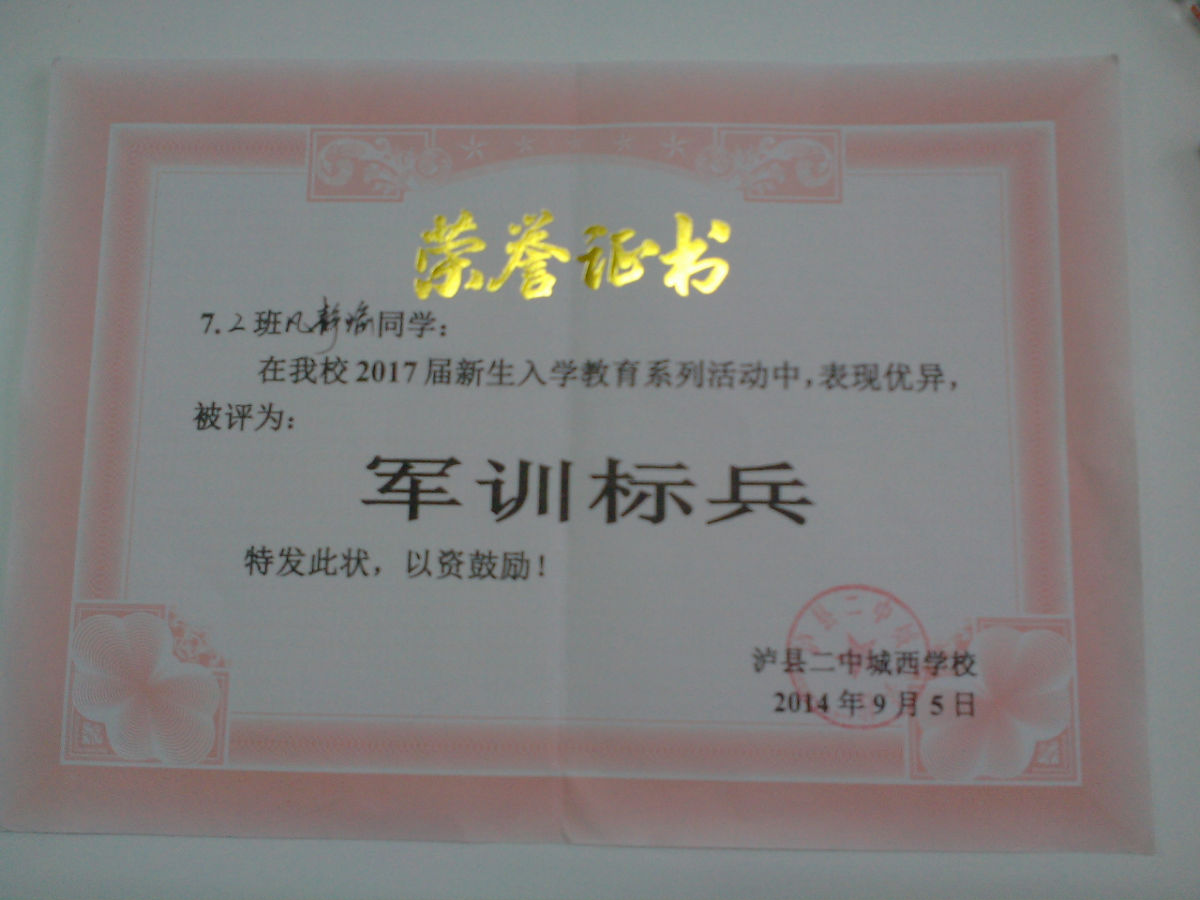 荣誉证书
7.2班凡静瑜同学:
在我校2017届新生入学教育系列活动中,表现优异,
被评为:
军训标兵
特发此状，以资鼓励!
泸县二中城西学校
2014年9月5日